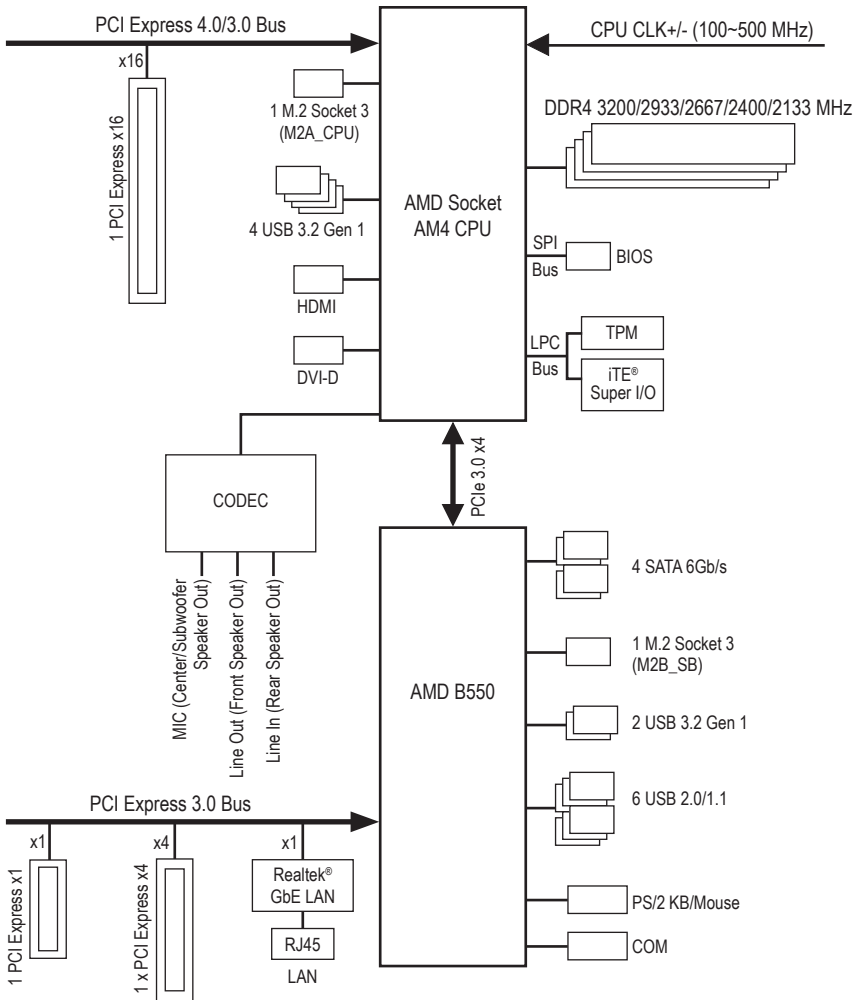 PCI Express 4.0/3.0 Bus
CPU CLK+/- (100~500 MHz)
x16
1 PCI Express x16
1 M.2 Socket 3
(M2A_CPU)
DDR4 3200/2933/2667/2400/2133 MHz
4 USB 3.2 Gen 1
AMD Socket
AM4 CPU
SPI
Bus
BIOS
HDMI
LPC
Bus
TPM
iTE®
Super I/O
DVI-D
PCIe 3.0 x4
CODEC
MIC (Center/Subwoofer
Speaker Out)
Line Out (Front Speaker Out)
Line In (Rear Speaker Out)
AMD B550
4 SATA 6Gb/s
1 M.2 Socket 3
(M2B_SB)
2 USB 3.2 Gen 1
6 USB 2.0/1.1
PS/2 KB/Mouse
COM
PCI Express 3.0 Bus
x1
x4
x1
1 PCI Express x1
1 x PCI Express x4
Realtek®
GbE LAN
RJ45
LAN